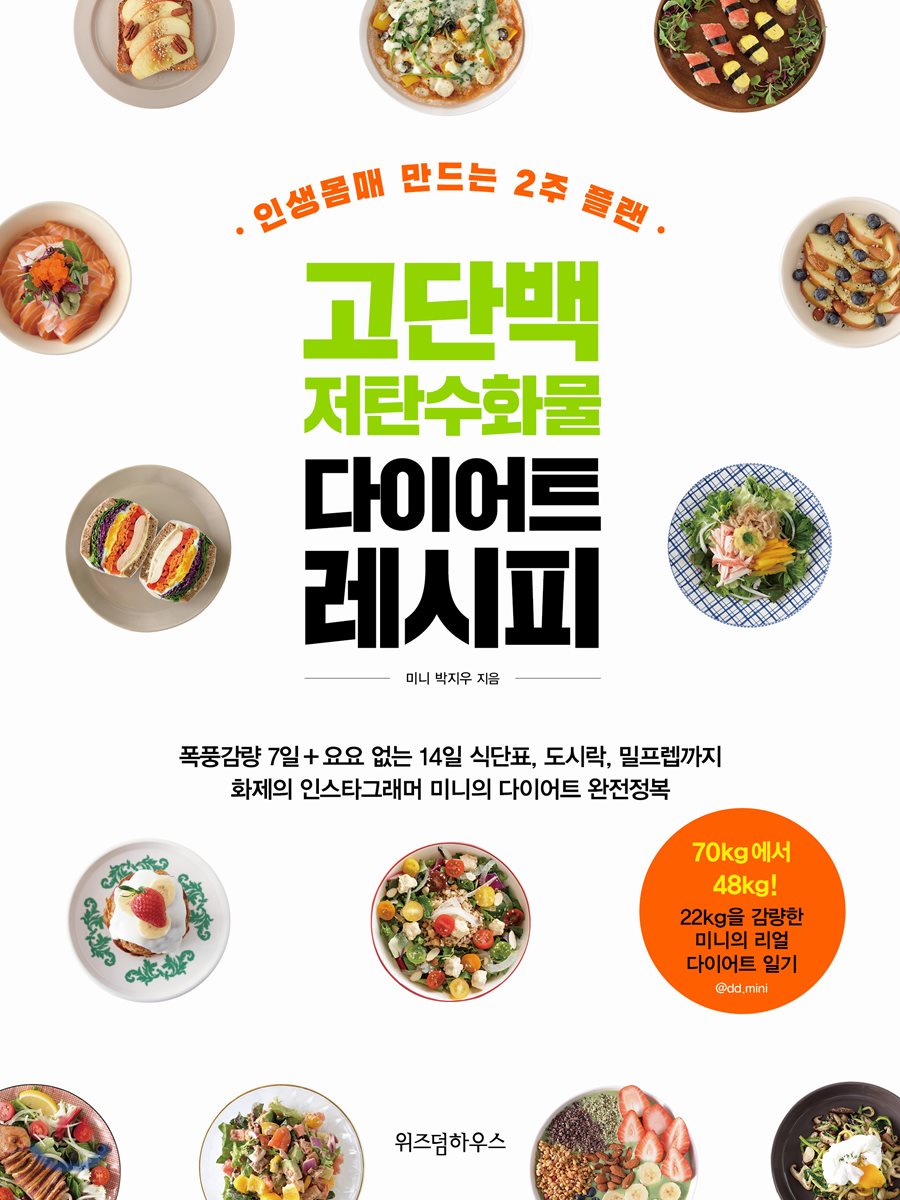 · 인생몸매 만드는 2주 플랜 ·
고단백
저탄수화물
다이어트
레시피
미니 박지우 지음
폭풍감량 7일+요요 없는 14일 식단표, 도시락, 밀프렙까지
화제의 인스타그래머 미니의 다이어트 완전정복
70kg에서
48kg!
22kg을 감량한
미니의 리얼
다이어트 일기
@dd.mini
위즈덤하우스